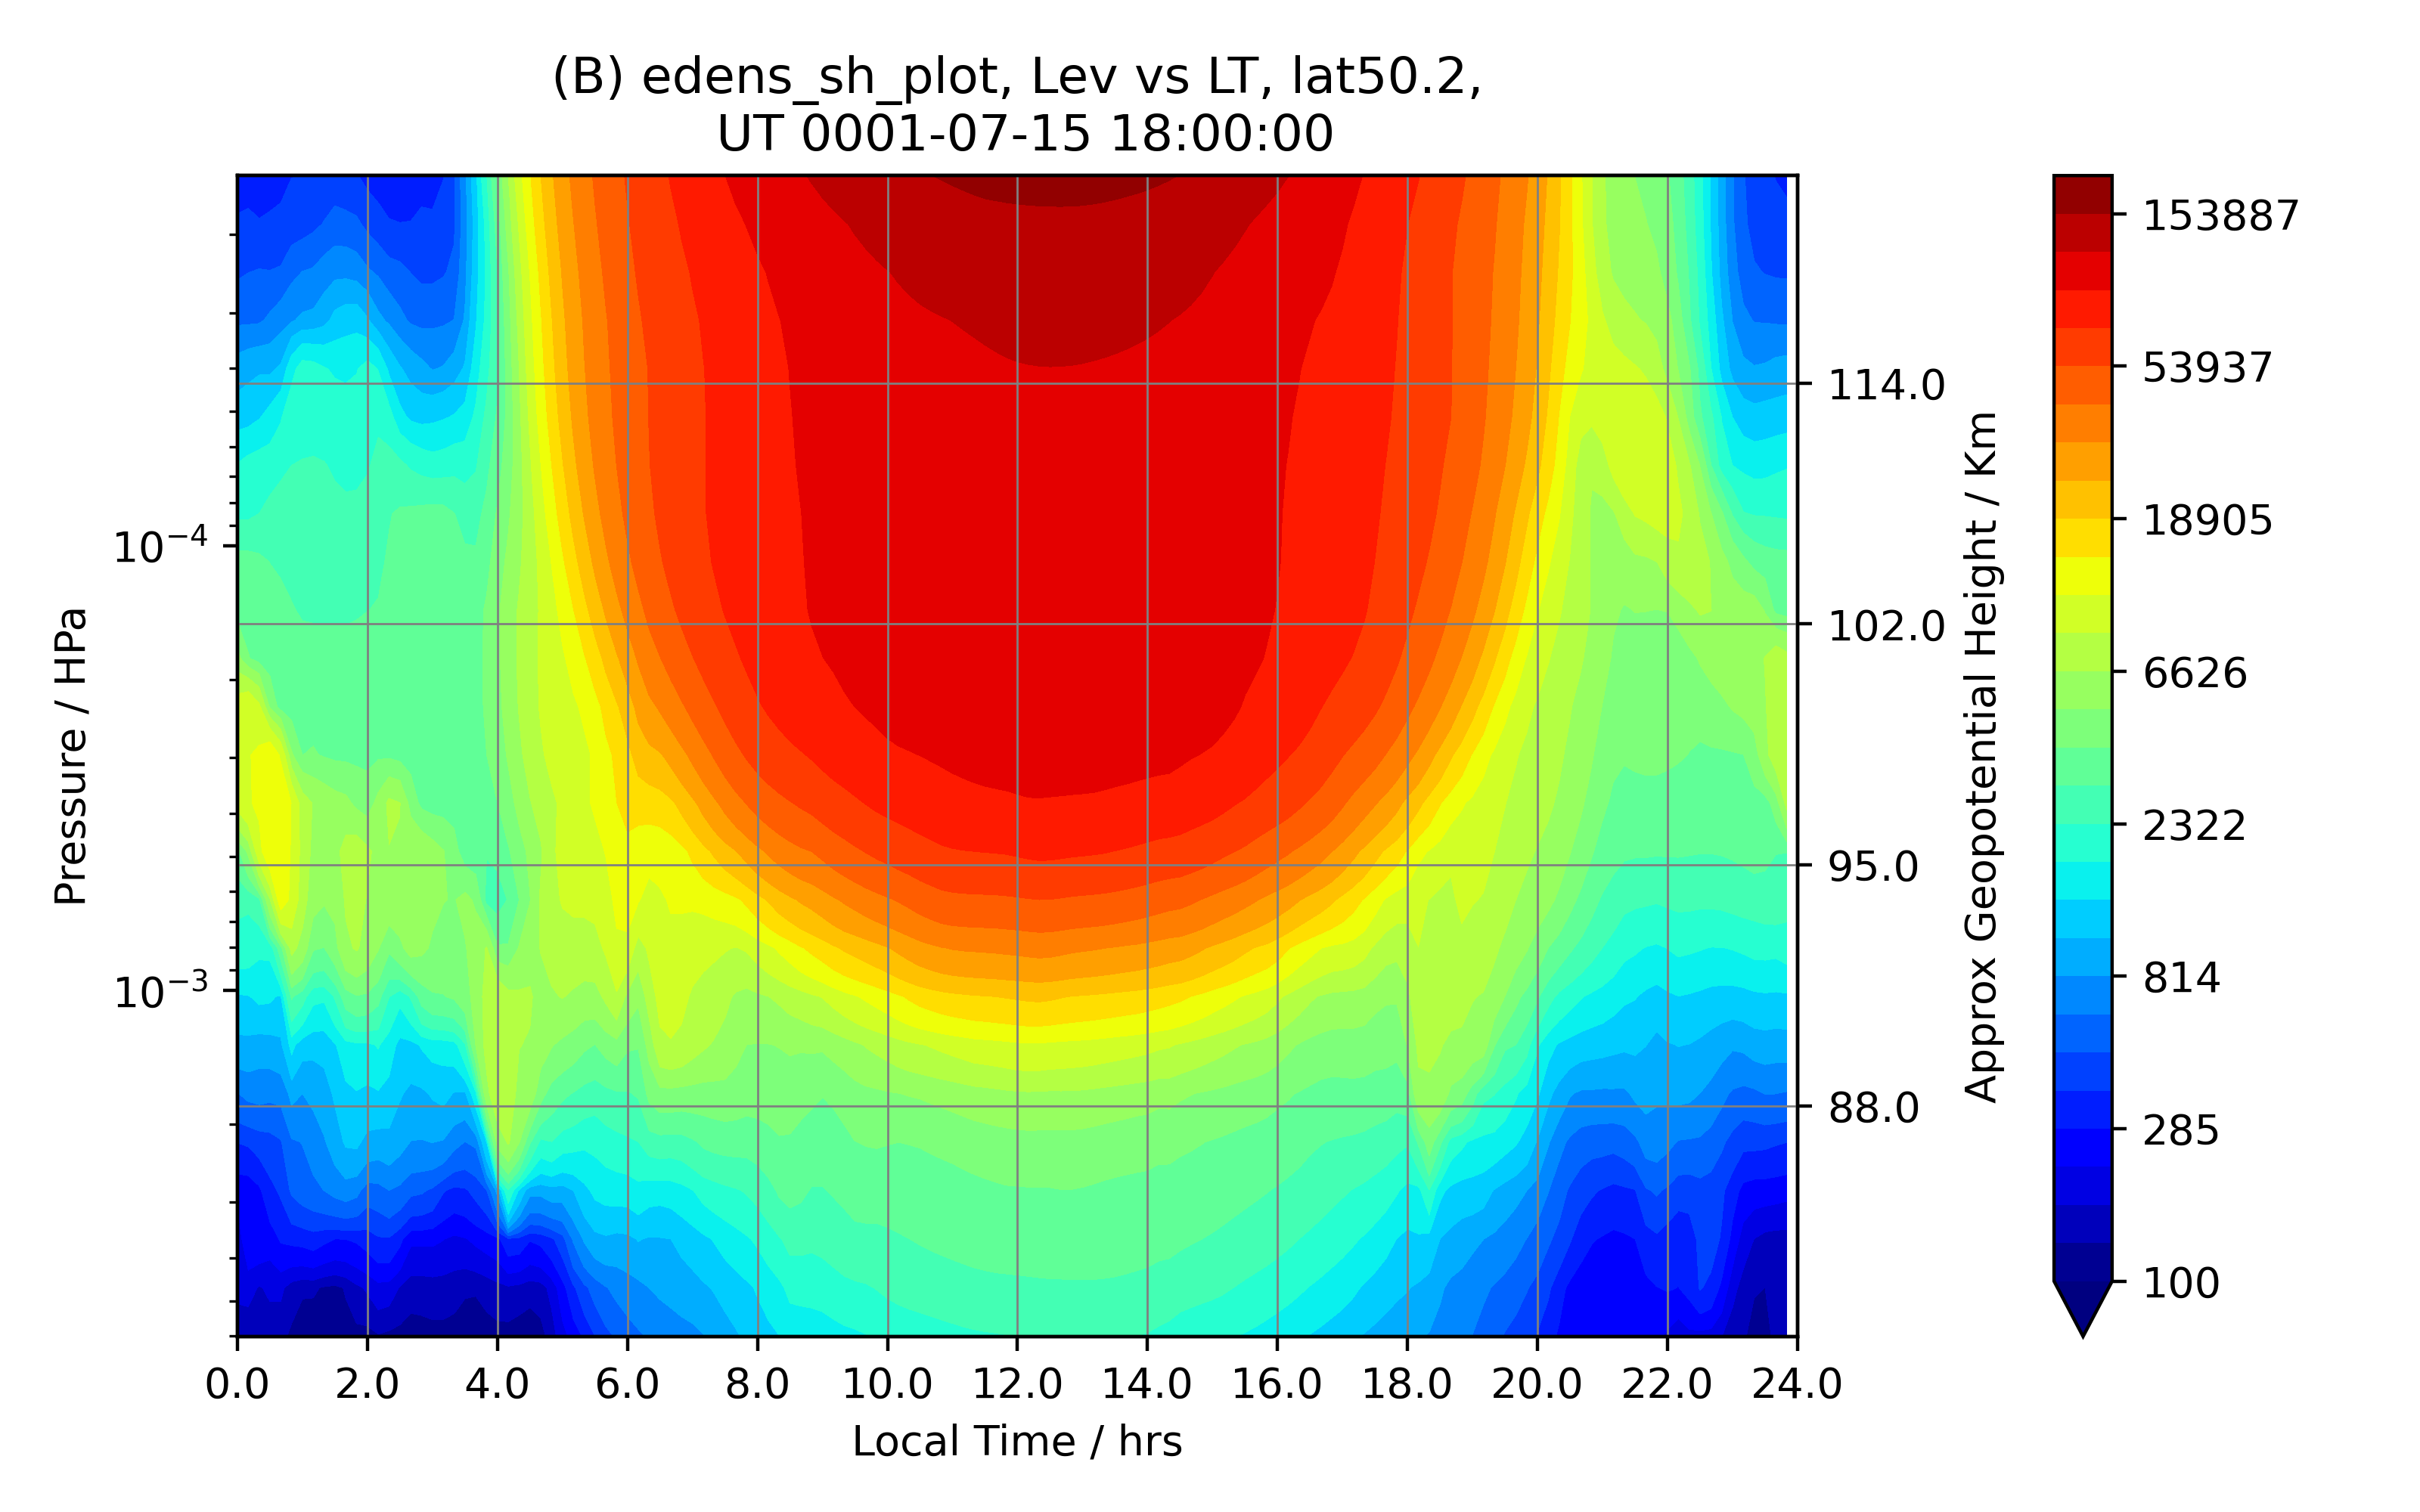 (B) edens_sh_plot, Lev vs LT, lat50.2,
UT 0001-07-15 18:00:00
Pressure / HPa
10⁻⁴
10⁻³
0.0 2.0 4.0 6.0 8.0 10.0 12.0 14.0 16.0 18.0 20.0 22.0 24.0
Local Time / hrs
114.0
102.0
95.0
88.0
Approx Geopotential Height / Km
153887
53937
18905
6626
2322
814
285
100